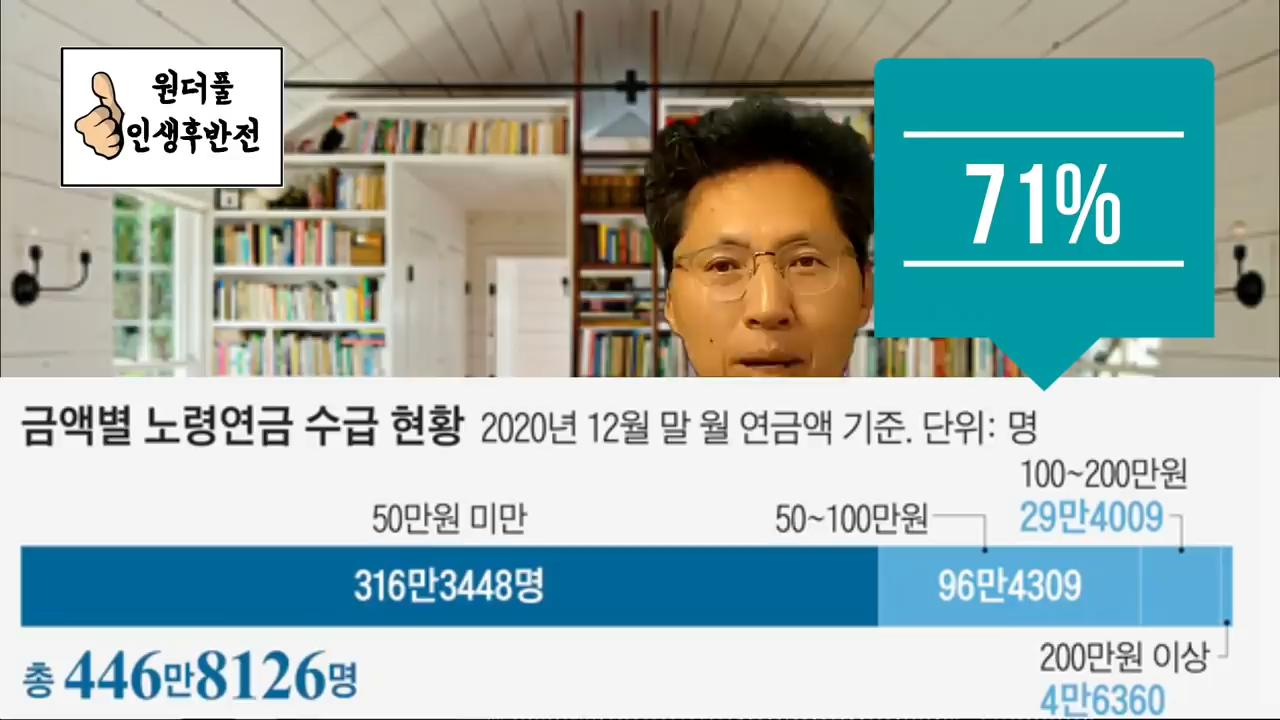 원더풀
인생후반전
71%
금액별 노령연금 수급 현황 2020년 12월 말 월 연금액 기준. 단위: 명
100~200만원
50만원 미만 50~100만원 29만4009
316만3448명 96만4309
200만원 이상
총 446만8126명
4만6360